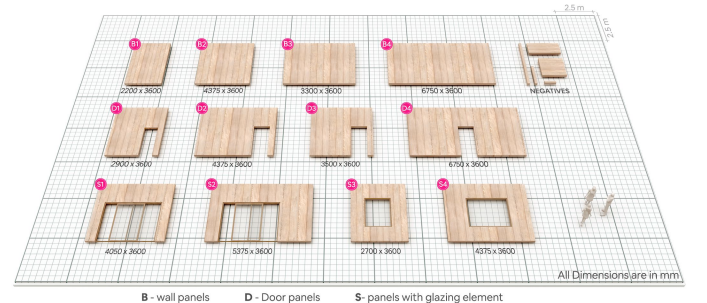 2.5 m
2.5 m
B1 B2 B3 B4
2200 x 3600 4375 x 3600 3300 x 3600 6750 x 3600 NEGATIVES
D1 D2 D3 D4
2900 x 3600 4375 x 3600 3500 x 3600 6750 x 3600
S1 S2 S3 S4
4050 x 3600 5375 x 3600 2700 x 3600 4375 x 3600
All Dimensions are in mm
B - wall panels D - Door panels S- panels with glazing element